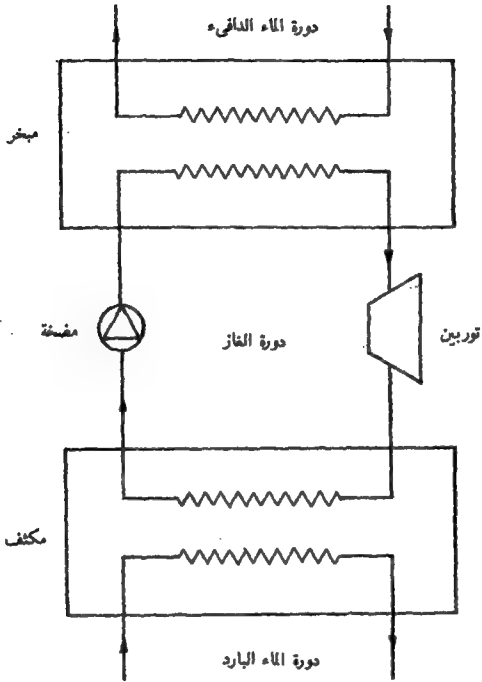 دورة الماء الدافىء
مبخر
مضخة
دورة الغاز
توربين
مكثف
دورة الماء البارد